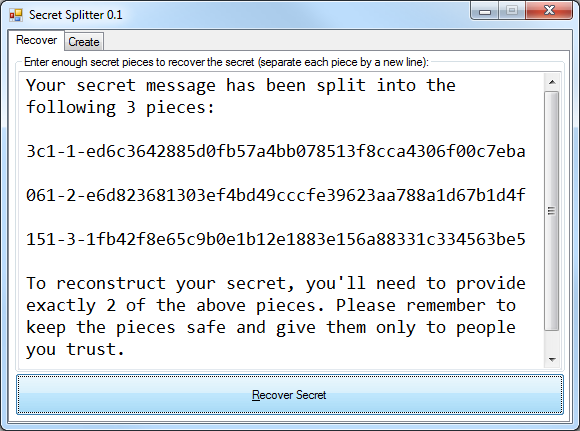 Secret Splitter 0.1
Recover Create
Enter enough secret pieces to recover the secret (separate each piece by a new line):
Your secret message has been split into the
following 3 pieces:
3c1-1-ed6c3642885d0fb57a4bb078513f8cca4306f00c7eba
061-2-e6d823681303ef4bd49cccfe39623aa788a1d67b1d4f
151-3-1fb42f8e65c9b0e1b12e1883e156a88331c334563be5
To reconstruct your secret, you'll need to provide
exactly 2 of the above pieces. Please remember to
keep the pieces safe and give them only to people
you trust.
Recover Secret